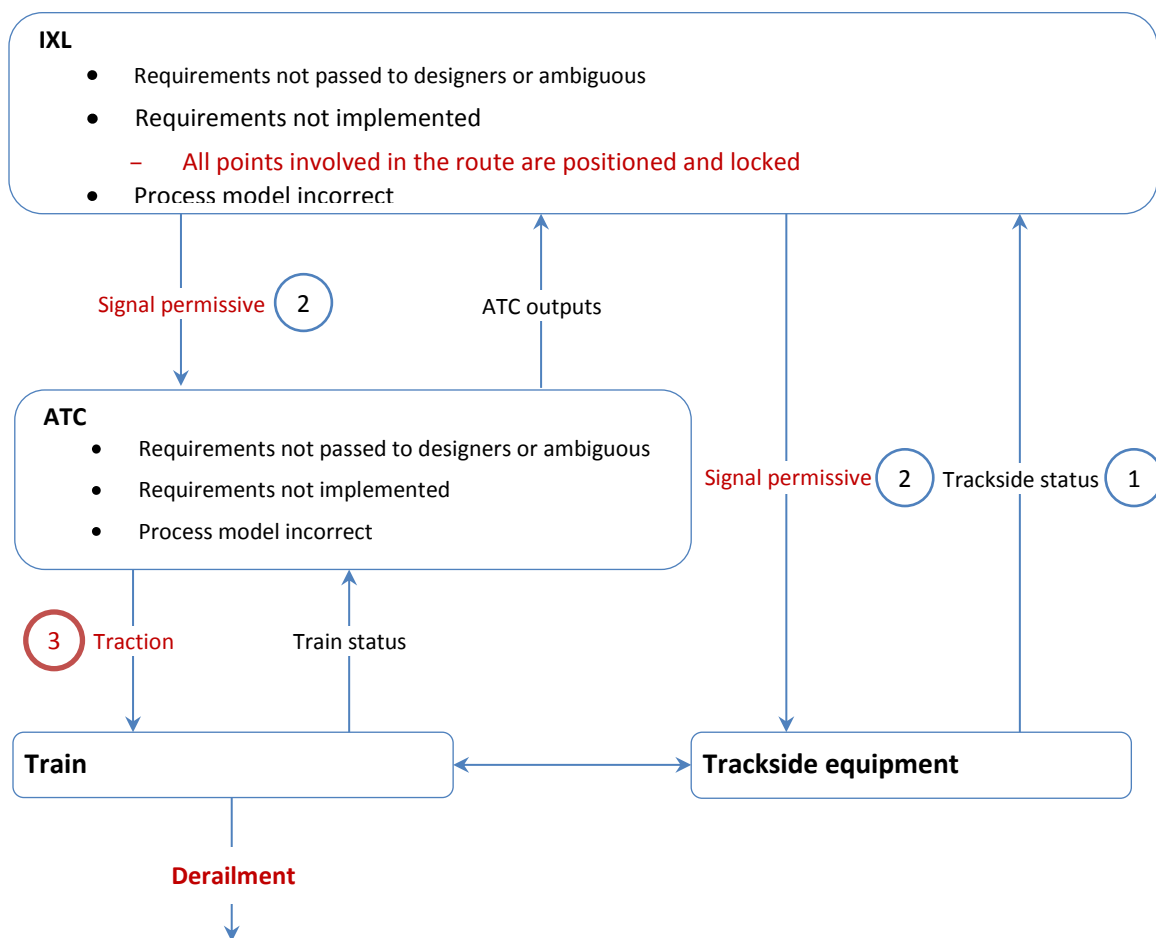 IXL
• Requirements not passed to designers or ambiguous
• Requirements not implemented
– All points involved in the route are positioned and locked
• Process model incorrect
Signal permissive 2
ATC outputs
ATC
• Requirements not passed to designers or ambiguous
• Requirements not implemented
• Process model incorrect
Signal permissive 2
Trackside status 1
3 Traction
Train status
Train
Trackside equipment
Derailment